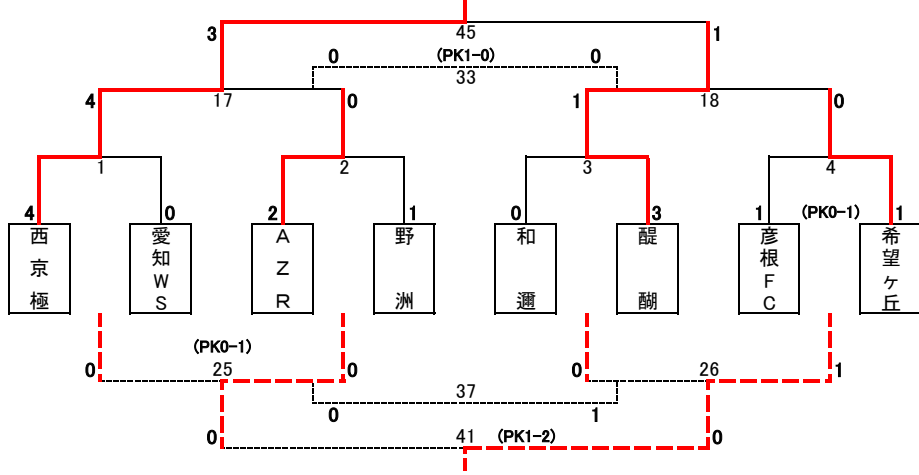 45
3 1
0 (PK1-0) 0
33
4 17 0 1 18 0
1 2 3 4
4 0 2 1 0 3 1 (PK0-1) 1
西京極 愛知WS AZR 野洲 和邇 醍醐 彦根FC 希望ヶ丘
(PK0-1)
0 25 0 0 26 1
37
0 1
0 41 (PK1-2) 0